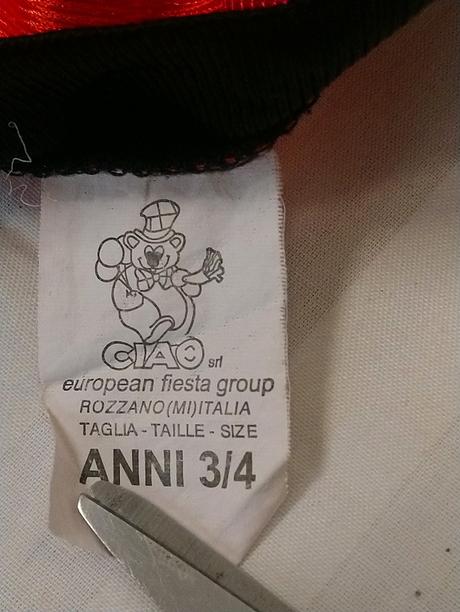 CIAO srl
european fiesta group
ROZZANO(MI)ITALIA
TAGLIA - TAILLE - SIZE
ANNI 3/4